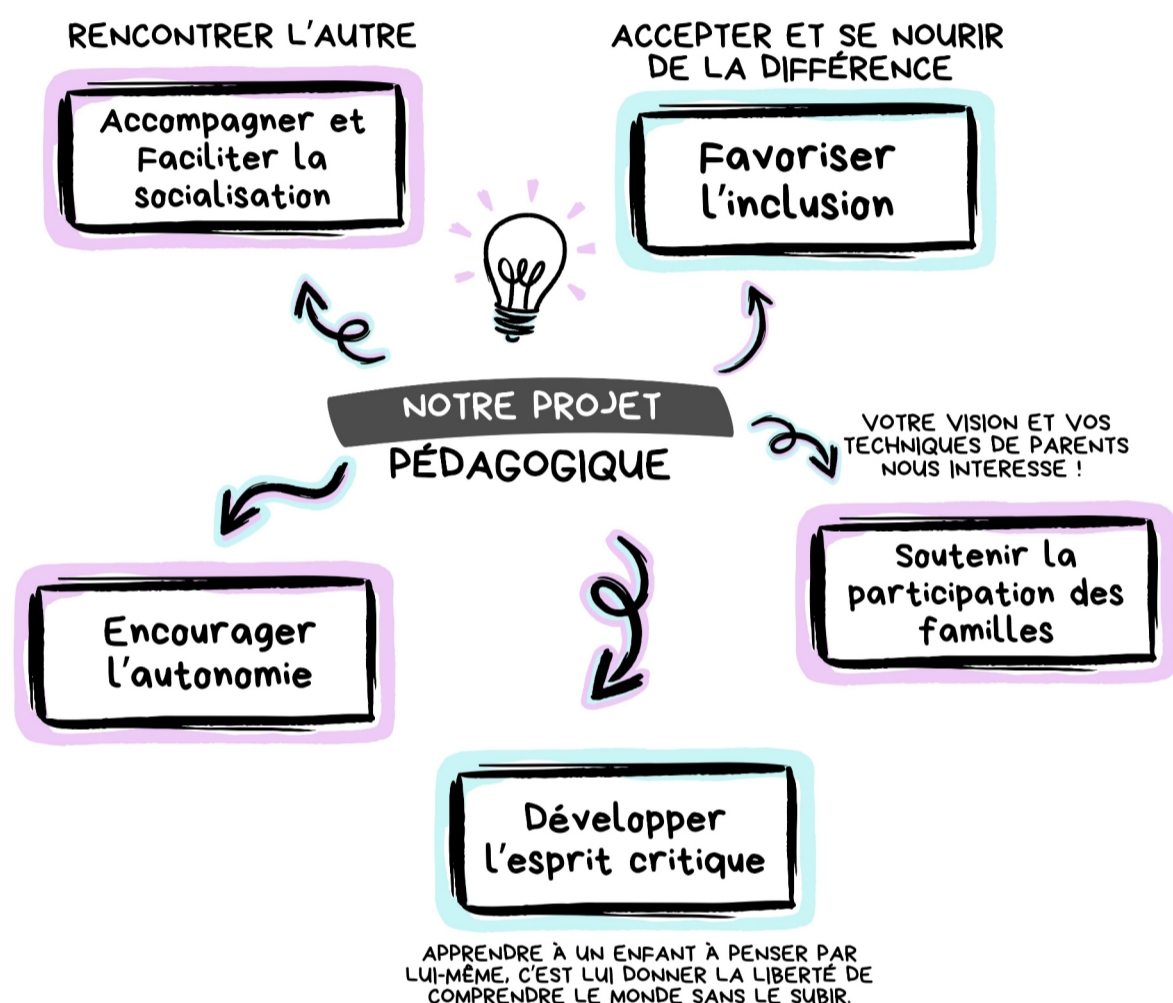 RENCONTRER L'AUTRE
Accompagner et
Faciliter la
socialisation
ACCEPTER ET SE NOURIR
DE LA DIFFÉRENCE
Favoriser
l'inclusion
NOTRE PROJET
PÉDAGOGIQUE
VOTRE VISION ET VOS
TECHNIQUES DE PARENTS
NOUS INTERESSE !
Soutenir la
participation des
familles
Encourager
l'autonomie
Développer
l'esprit critique
APPRENDRE À UN ENFANT À PENSER PAR
LUI-MÊME, C'EST LUI DONNER LA LIBERTÉ DE
COMPRENDRE LE MONDE SANS LE SUBIR.